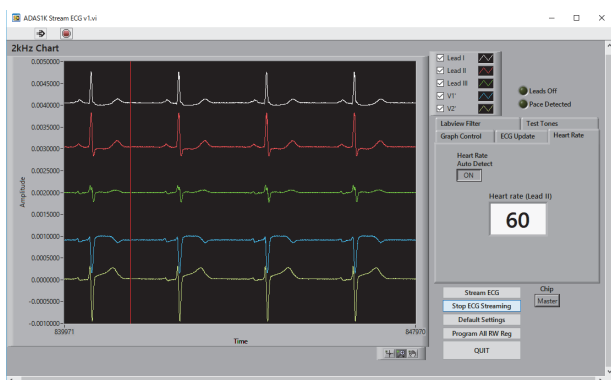 ADAS1K Stream ECG v1.vi
2kHz Chart
0.0050000
0.0045000
0.0040000
0.0035000
0.0030000
0.0025000
0.0020000
0.0015000
0.0010000
0.0005000
0.0000000
-0.0005000
-0.0010000
Amplitude
839971
847970
Time
Lead I
Lead II
Lead III
V1'
V2'
Leads Off
Pace Detected
Labview Filter
Test Tones
Graph Control
ECG Update
Heart Rate
Heart Rate
Auto Detect
ON
Heart rate (Lead II)
60
Stream ECG
Stop ECG Streaming
Default Settings
Program All RW Reg
QUIT
Chip
Master